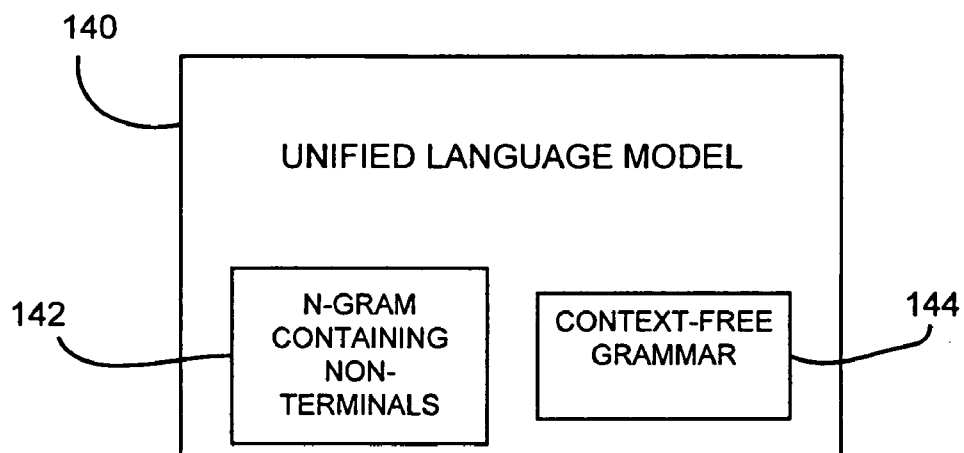 140
UNIFIED LANGUAGE MODEL
142
N-GRAM
CONTAINING
NON-
TERMINALS
CONTEXT-FREE
GRAMMAR
144